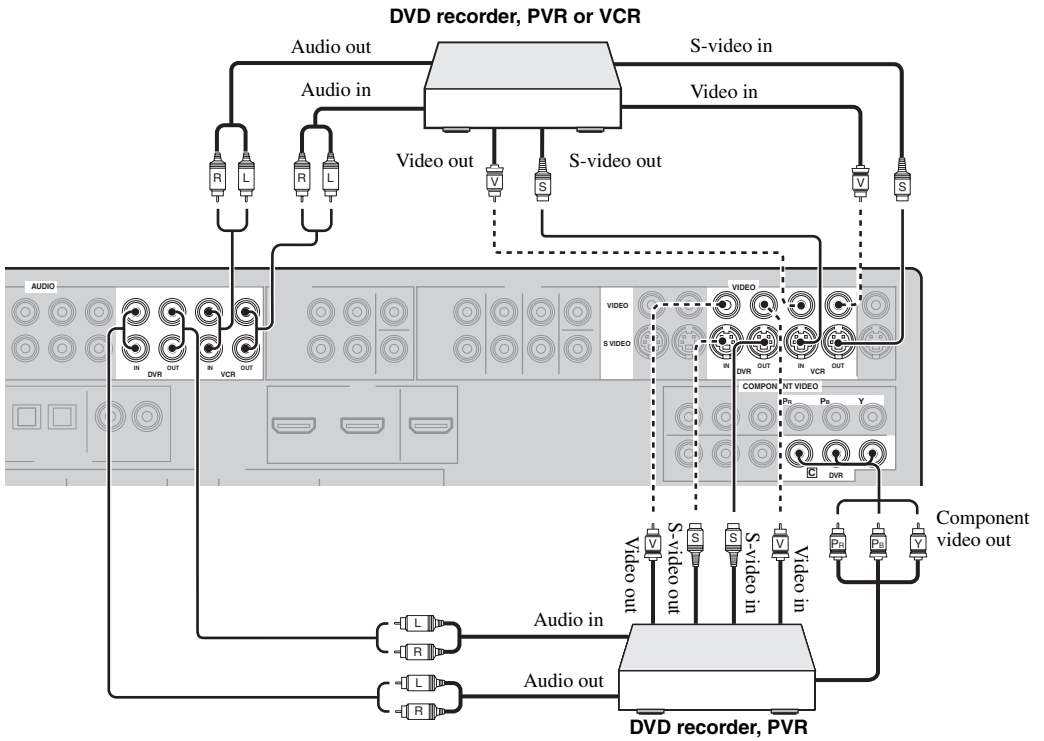 DVD recorder, PVR or VCR
Audio out
S-video in
Audio in
Video in
Video out
S-video out
R L R L
V S V S
AUDIO
VIDEO
VIDEO
S VIDEO
IN OUT IN OUT
DVR VCR
IN OUT IN OUT
DVR VCR
COMPONENT VIDEO
PR PB Y
C DVR
Component
video out
V S S V
PR PB Y
Video out
S-video out
S-video in
Video in
L
R
Audio in
L
R
Audio out
DVD recorder, PVR